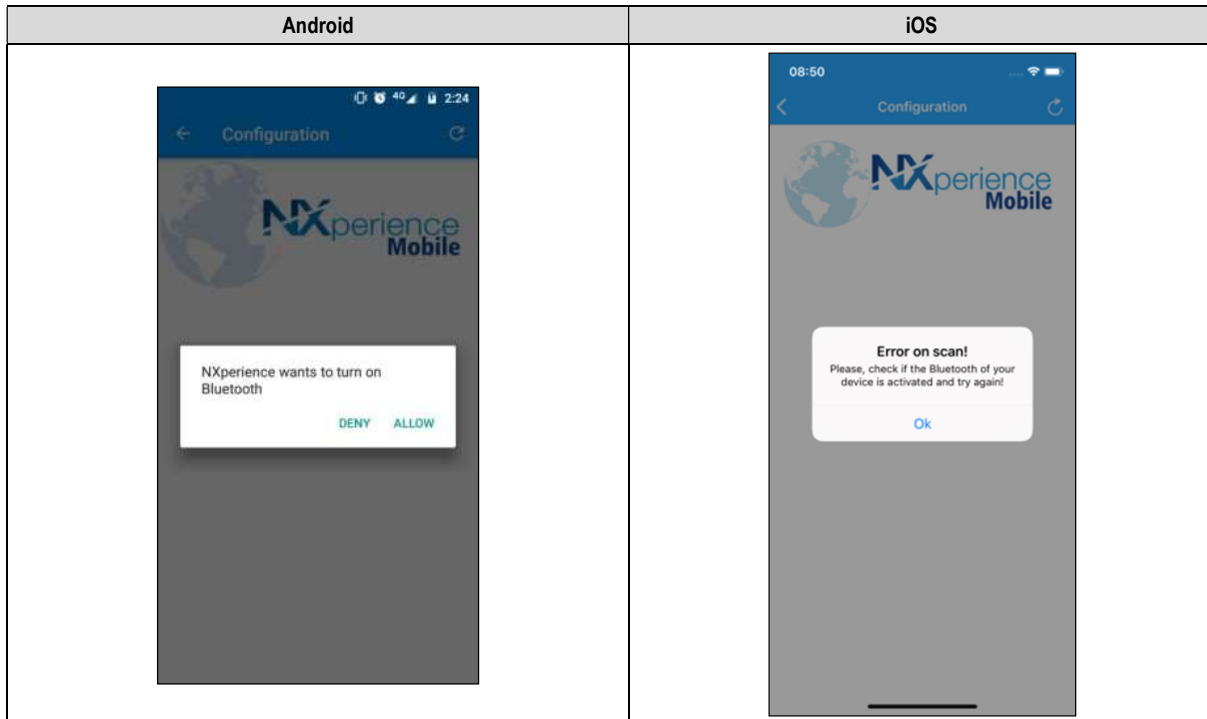 Android
iOS
4G 2:24
Configuration
NXperience
Mobile
NXperience wants to turn on
Bluetooth
DENY ALLOW
08:50
Configuration
NXperience
Mobile
Error on scan!
Please, check if the Bluetooth of your
device is activated and try again!
Ok